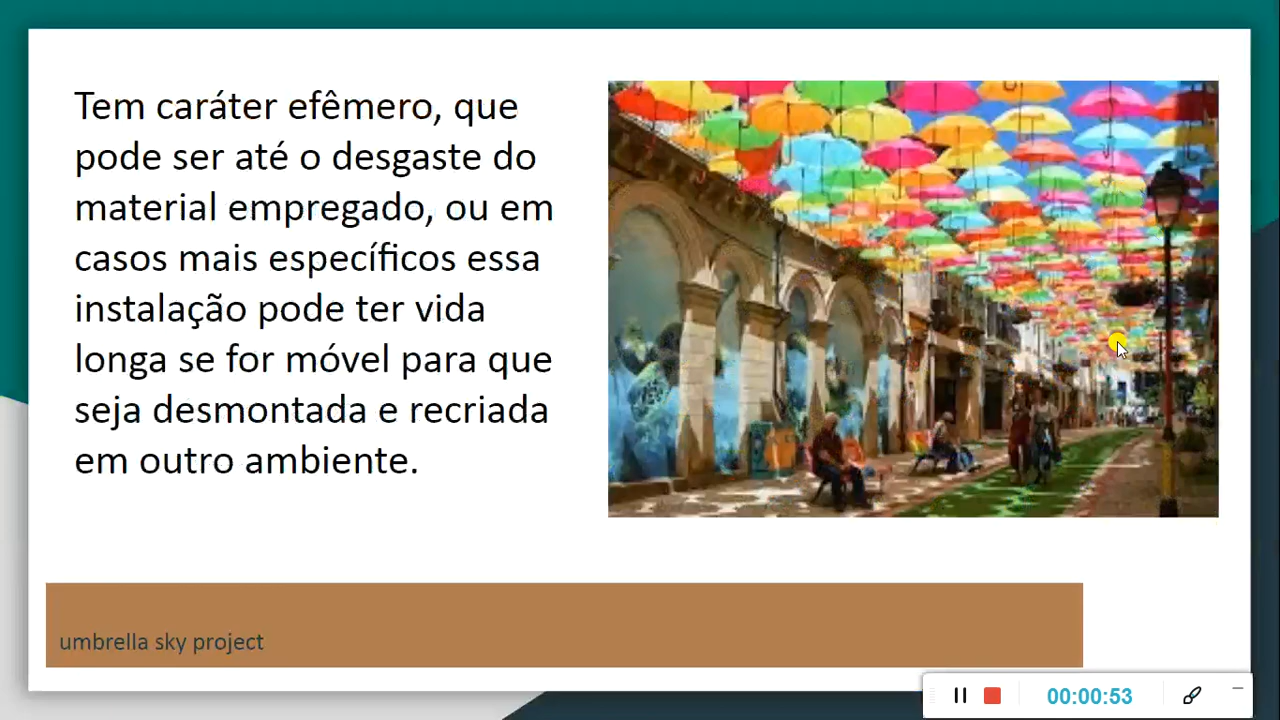 Tem caráter efêmero, que
pode ser até o desgaste do
material empregado, ou em
casos mais específicos essa
instalação pode ter vida
longa se for móvel para que
seja desmontada e recriada
em outro ambiente.
umbrella sky project
00:00:53